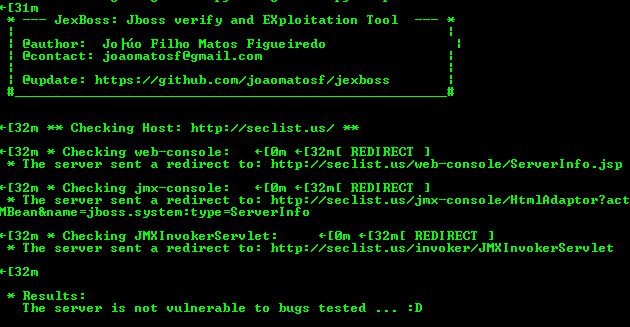 ←[31m
* --- JexBoss: Jboss verify and EXploitation Tool --- *
| |
| @author: Jo├úo Filho Matos Figueiredo |
| @contact: joaomatosf@gmail.com |
| |
| @update: https://github.com/joaomatosf/jexboss |
#______________________________________________________#
←[32m ** Checking Host: http://seclist.us/ **
←[32m * Checking web-console: ←[0m ←[32m[ REDIRECT ]
* The server sent a redirect to: http://seclist.us/web-console/ServerInfo.jsp
←[32m * Checking jmx-console: ←[0m ←[32m[ REDIRECT ]
* The server sent a redirect to: http://seclist.us/jmx-console/HtmlAdaptor?act
MBean&name=jboss.system:type=ServerInfo
←[32m * Checking JMXInvokerServlet: ←[0m ←[32m[ REDIRECT ]
* The server sent a redirect to: http://seclist.us/invoker/JMXInvokerServlet
←[32m
* Results:
The server is not vulnerable to bugs tested ... :D